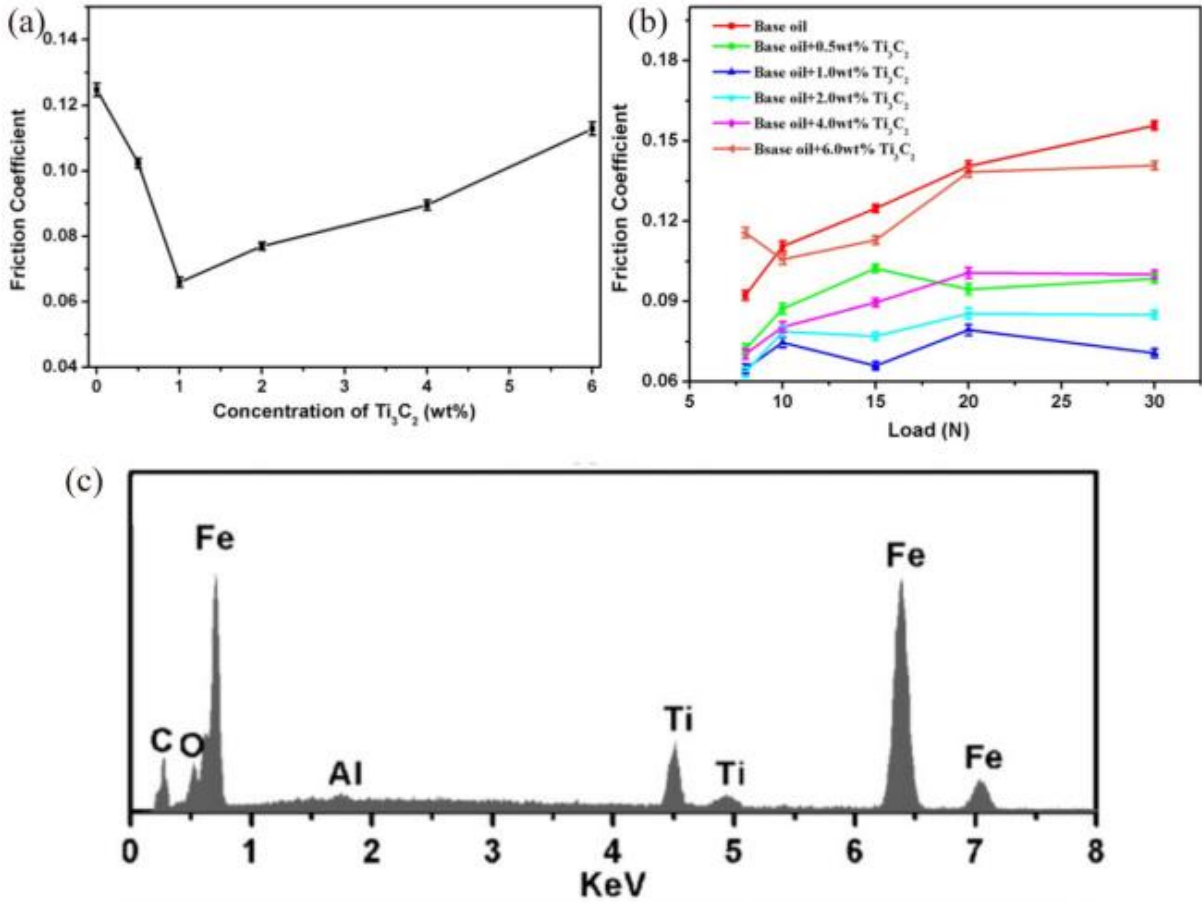 (a)
0.14
0.12
0.10
0.08
0.06
0.04
Friction Coefficient
0 1 2 3 4 5 6
Concentration of Ti₃C₂ (wt%)
(b)
Base oil
Base oil+0.5wt% Ti₃C₂
Base oil+1.0wt% Ti₃C₂
Base oil+2.0wt% Ti₃C₂
Base oil+4.0wt% Ti₃C₂
Bsase oil+6.0wt% Ti₃C₂
0.18
0.15
0.12
0.09
0.06
Friction Coefficient
5 10 15 20 25 30
Load (N)
(c)
C O Fe Al Ti Ti Fe Fe
0 1 2 3 4 5 6 7 8
KeV